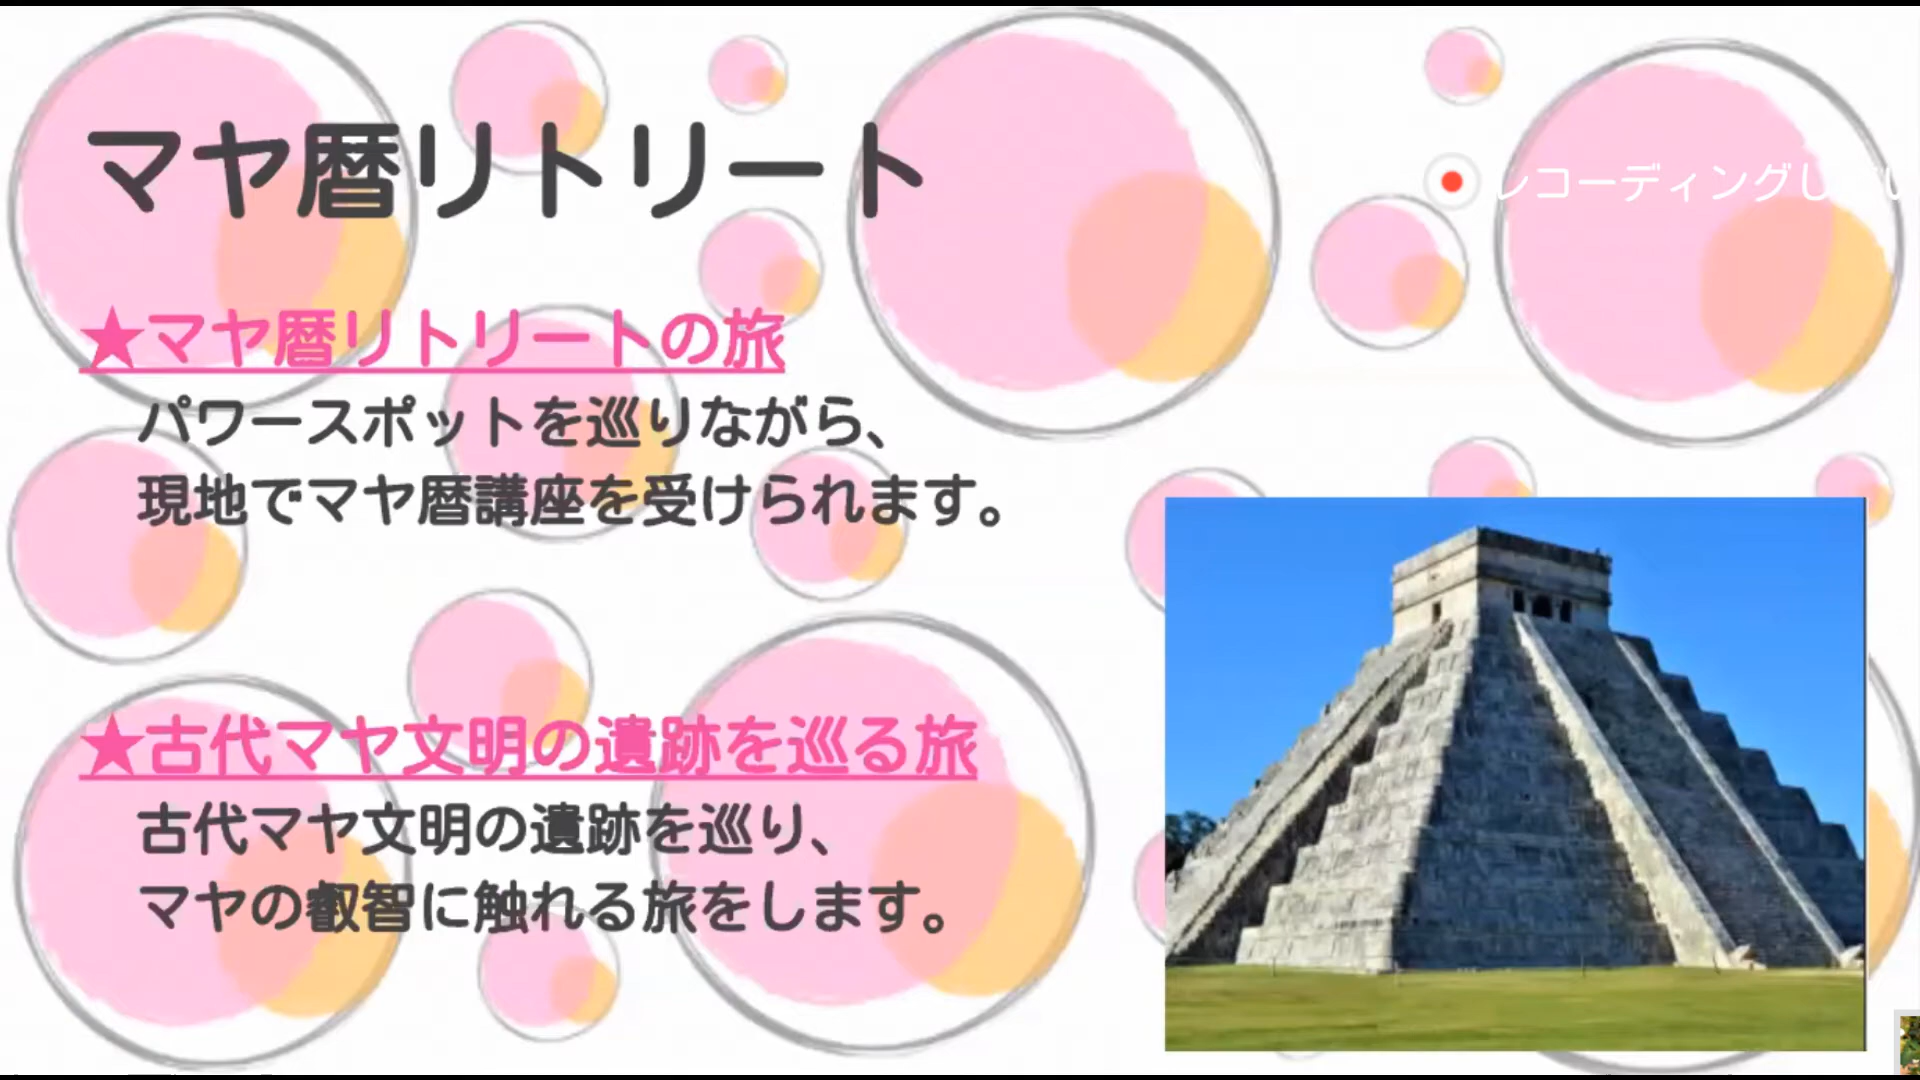 マヤ暦リトリート
レコーディングし
★マヤ暦リトリートの旅
パワースポットを巡りながら、
現地でマヤ暦講座を受けられます。
★古代マヤ文明の遺跡を巡る旅
古代マヤ文明の遺跡を巡り、
マヤの叡智に触れる旅をします。